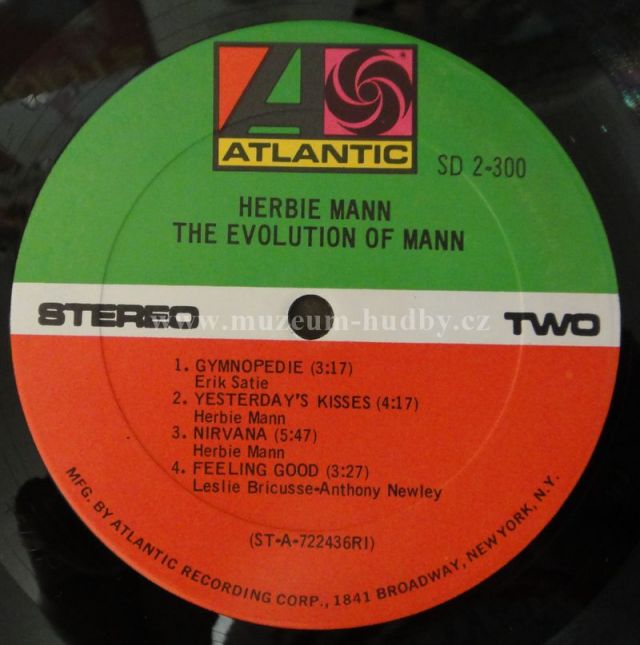 ATLANTIC
SD 2-300
HERBIE MANN
THE EVOLUTION OF MANN
STEREO
TWO
www.muzeum-hudby.cz
1. GYMNOPEDIE (3:17)
Erik Satie
2. YESTERDAY'S KISSES (4:17)
Herbie Mann
3. NIRVANA (5:47)
Herbie Mann
4. FEELING GOOD (3:27)
Leslie Bricusse-Anthony Newley
(ST-A-722436RI)
MFG. BY ATLANTIC RECORDING CORP., 1841 BROADWAY, NEW YORK, N.Y.